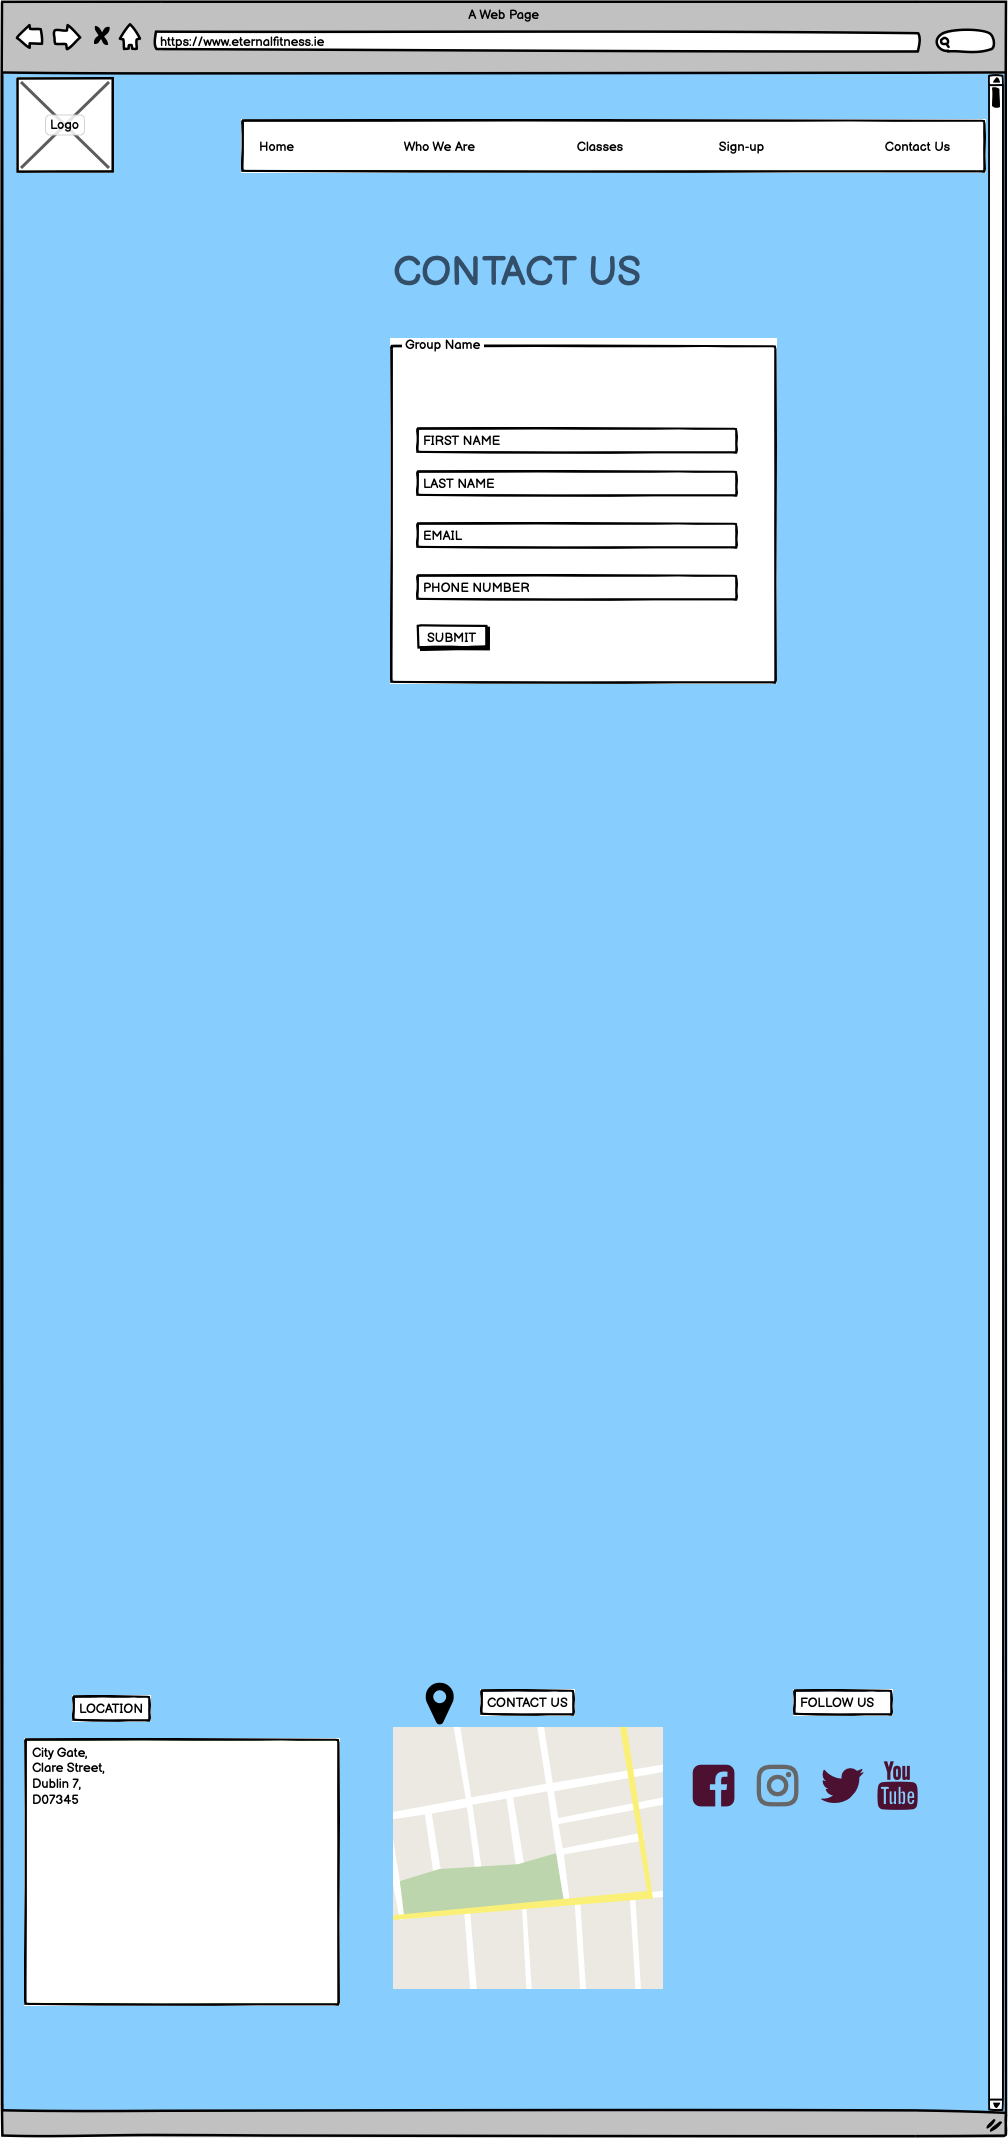 A Web Page
https://www.eternalfitness.ie
Logo
Home Who We Are Classes Sign-up Contact Us
CONTACT US
Group Name
FIRST NAME
LAST NAME
EMAIL
PHONE NUMBER
SUBMIT
LOCATION
CONTACT US
FOLLOW US
City Gate,
Clare Street,
Dublin 7,
D07345
You
Tube